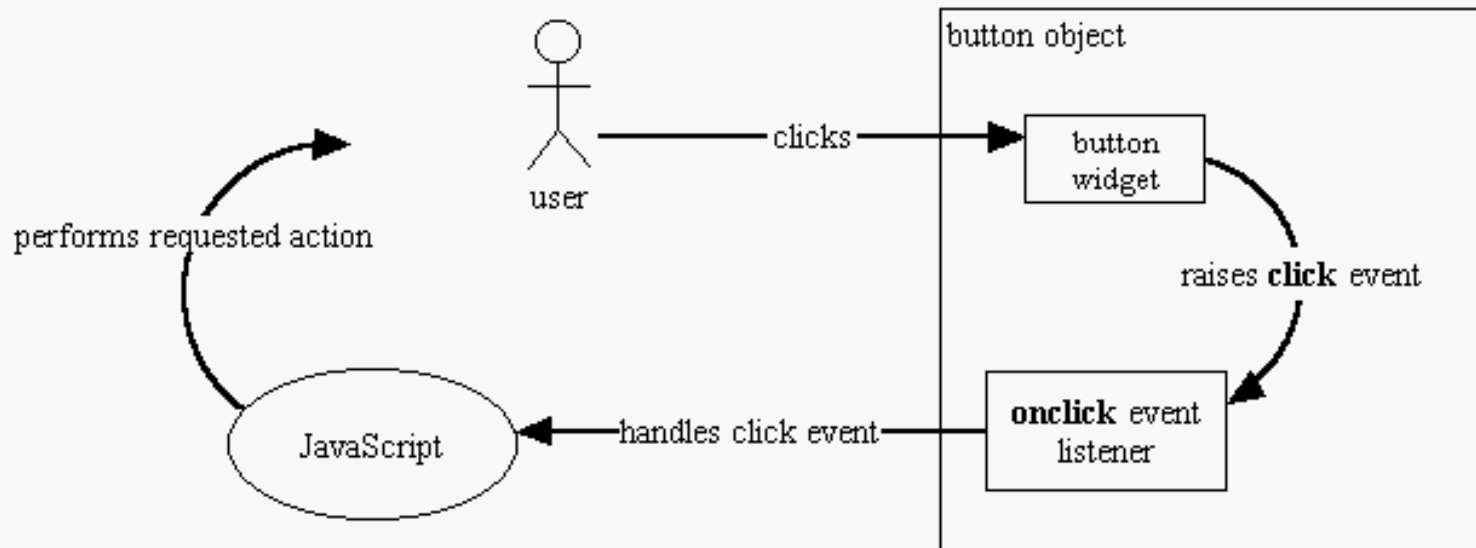 button object
clicks
button
widget
user
performs requested action
raises click event
onclick event
listener
handles click event
JavaScript